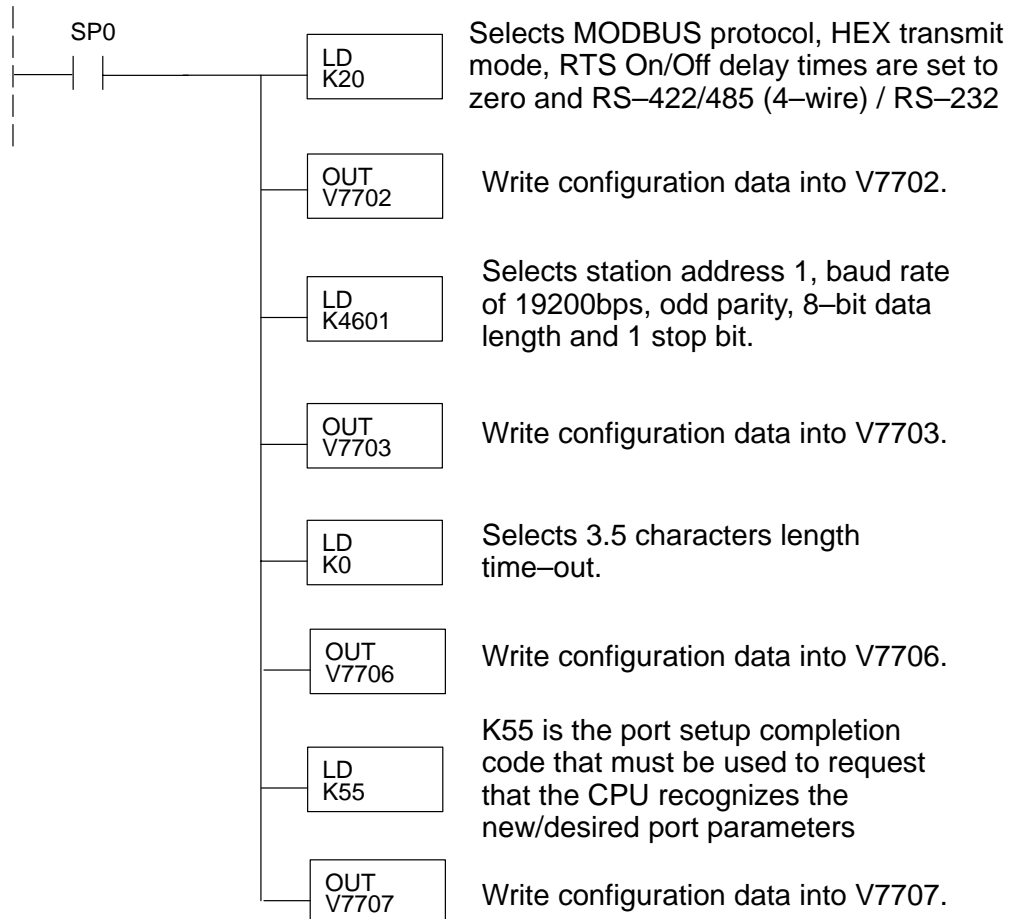 SP0
LD
K20
Selects MODBUS protocol, HEX transmit
mode, RTS On/Off delay times are set to
zero and RS–422/485 (4–wire) / RS–232
OUT
V7702
Write configuration data into V7702.
LD
K4601
Selects station address 1, baud rate
of 19200bps, odd parity, 8–bit data
length and 1 stop bit.
OUT
V7703
Write configuration data into V7703.
LD
K0
Selects 3.5 characters length
time–out.
OUT
V7706
Write configuration data into V7706.
LD
K55
K55 is the port setup completion
code that must be used to request
that the CPU recognizes the
new/desired port parameters
OUT
V7707
Write configuration data into V7707.